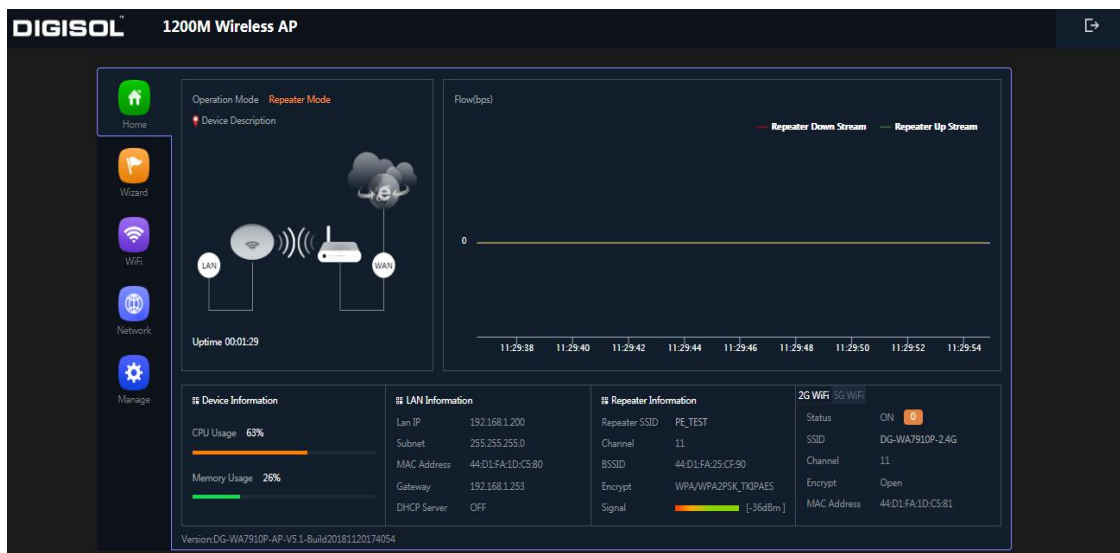 DIGISOL 1200M Wireless AP
Home
Wizard
WiFi
Network
Manage
Operation Mode Repeater Mode
Device Description
LAN
WAN
Uptime 00:01:29
Flow(bps)
Repeater Down Stream Repeater Up Stream
0
11:29:38 11:29:40 11:29:42 11:29:44 11:29:46 11:29:48 11:29:50 11:29:52 11:29:54
Device Information
CPU Usage 63%
Memory Usage 26%
LAN Information
Lan IP 192.168.1.200
Subnet 255.255.255.0
MAC Address 44:D1:FA:1D:C5:80
Gateway 192.168.1.253
DHCP Server OFF
Repeater Information
Repeater SSID PE_TEST
Channel 11
BSSID 44:D1:FA:25:CF:90
Encrypt WPA/WPA2PSK_TKIPAES
Signal [-36dBm ]
2G WiFi 5G WiFi
Status ON 0
SSID DG-WA7910P-2.4G
Channel 11
Encrypt Open
MAC Address 44:D1:FA:1D:C5:81
Version:DG-WA7910P-AP-V5.1-Build20181120174054